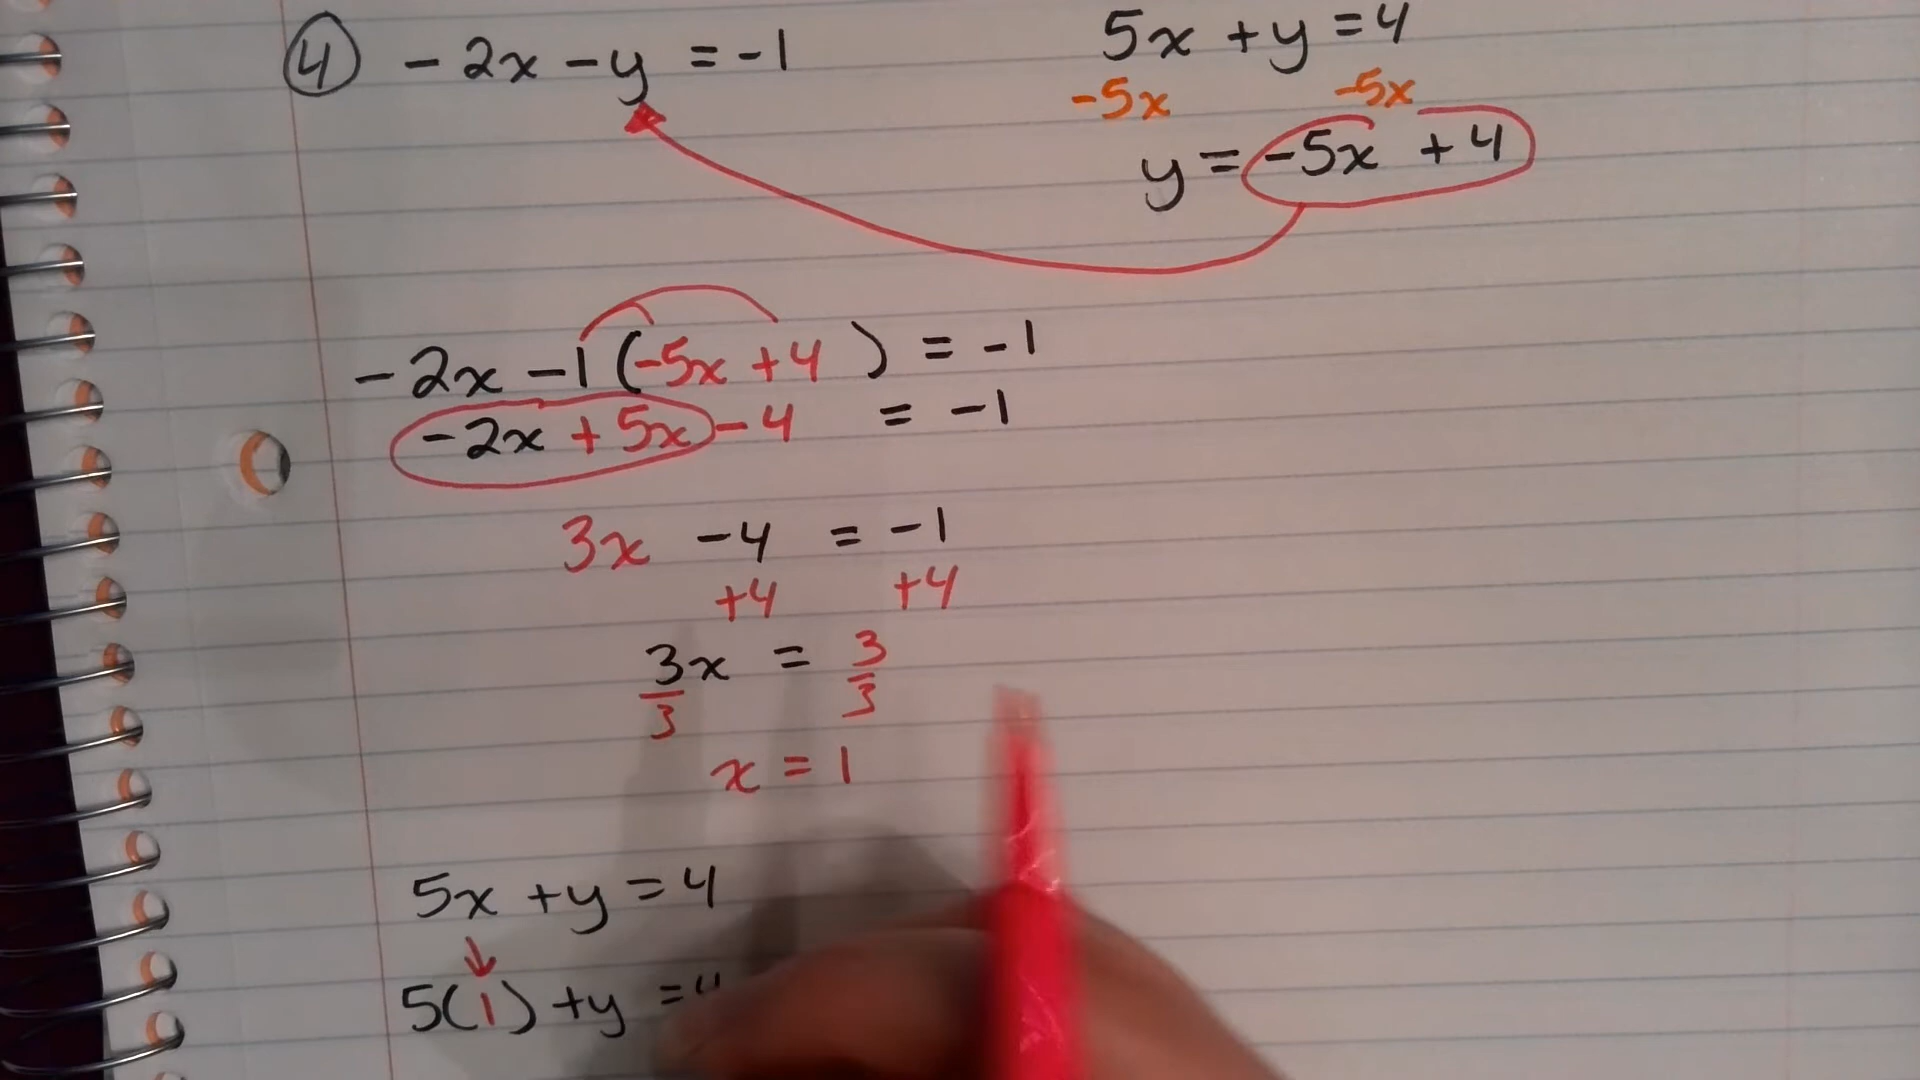 ④ -2x - y = -1
5x + y = 4
-5x -5x
y = -5x + 4
-2x - 1 (-5x + 4) = -1
-2x + 5x - 4 = -1
3x - 4 = -1
+4 +4
3x = 3
3 3
x = 1
5x + y = 4
5(1) + y =